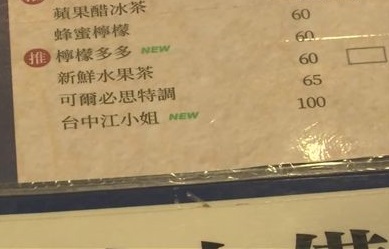 蘋果醋冰茶 60
蜂蜜檸檬 60
推 檸檬多多 NEW 60
新鮮水果茶 65
可爾必思特調 100
台中江小姐 NEW